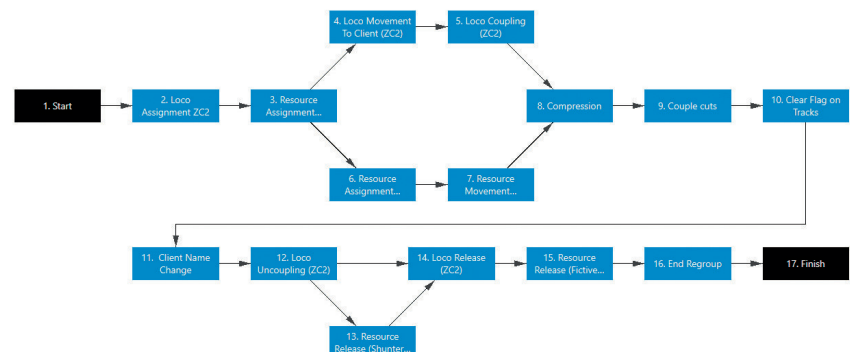 1. Start
2. Loco
Assignment ZC2
3. Resource
Assignment...
4. Loco Movement
To Client (ZC2)
5. Loco Coupling
(ZC2)
6. Resource
Assignment...
7. Resource
Movement...
8. Compression
9. Couple cuts
10. Clear Flag on
Tracks
11. Client Name
Change
12. Loco
Uncoupling (ZC2)
13. Resource
Release (Shunter...
14. Loco Release
(ZC2)
15. Resource
Release (Fictive...
16. End Regroup
17. Finish